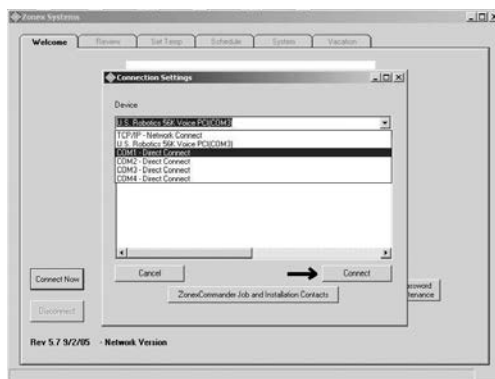 Zonex Systems
Welcome Review Set Temp Schedule System Vacation
Connection Settings
Device
U.S. Robotics 56K Voice PCI(COM3)
TCP/IP - Network Connect
U.S. Robotics 56K Voice PCI(COM3)
COM1 - Direct Connect
COM2 - Direct Connect
COM3 - Direct Connect
COM4 - Direct Connect
Cancel Connect
Connect Now
ZonexCommander Job and Installation Contacts
Disconnect
Rev 5.7 9/2/05 - Network Version